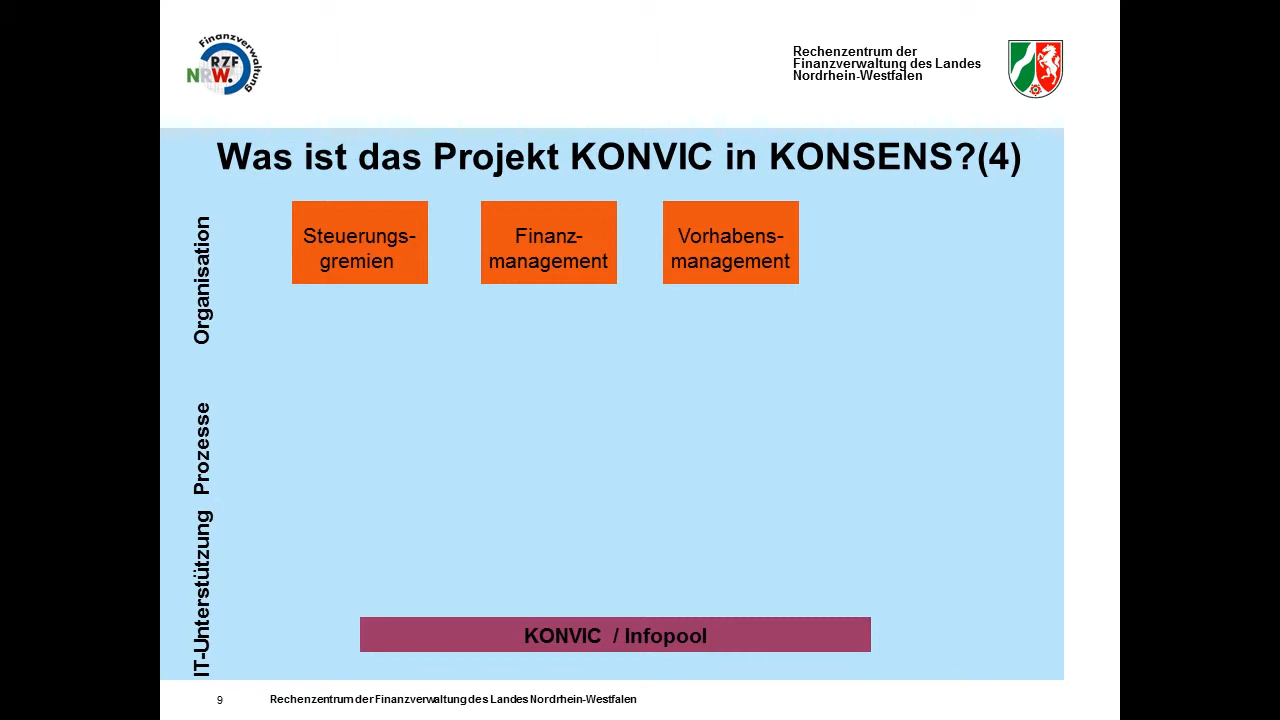 Finanzverwaltung
RZF
NRW.
Rechenzentrum der
Finanzverwaltung des Landes
Nordrhein-Westfalen
Was ist das Projekt KONVIC in KONSENS?(4)
Organisation
Steuerungs-
gremien
Finanz-
management
Vorhabens-
management
Prozesse
IT-Unterstützung
KONVIC / Infopool
9
Rechenzentrum der Finanzverwaltung des Landes Nordrhein-Westfalen